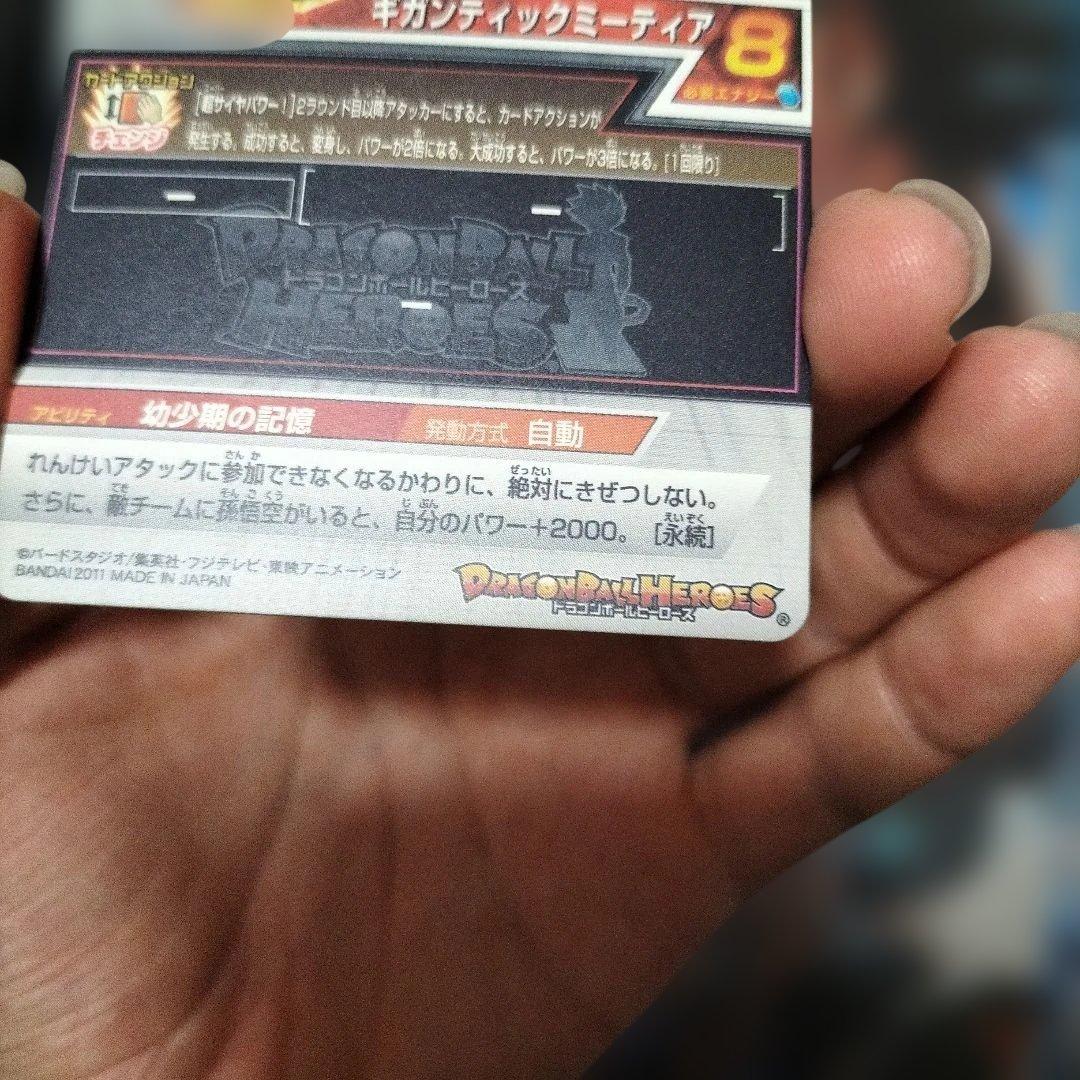 ギガンティックミーティア
8
必要エナジー
カードアクション
チェンジ
[超サイヤパワー!]2ラウンド目以降アタッカーにすると、カードアクションが
発生する。成功すると、変身し、パワーが2倍になる。大成功すると、パワーが3倍になる。[1回限り]
DRAGON BALL
ドラゴンボールヒーローズ
HEROES
アビリティ 幼少期の記憶 発動方式 自動
れんけいアタックに参加できなくなるかわりに、絶対にきぜつしない。
さらに、敵チームに孫悟空がいると、自分のパワー+2000。 [永続]
©バードスタジオ/集英社・フジテレビ・東映アニメーション
BANDAI 2011 MADE IN JAPAN
DRAGON BALL HEROES
ドラゴンボールヒーローズ
®